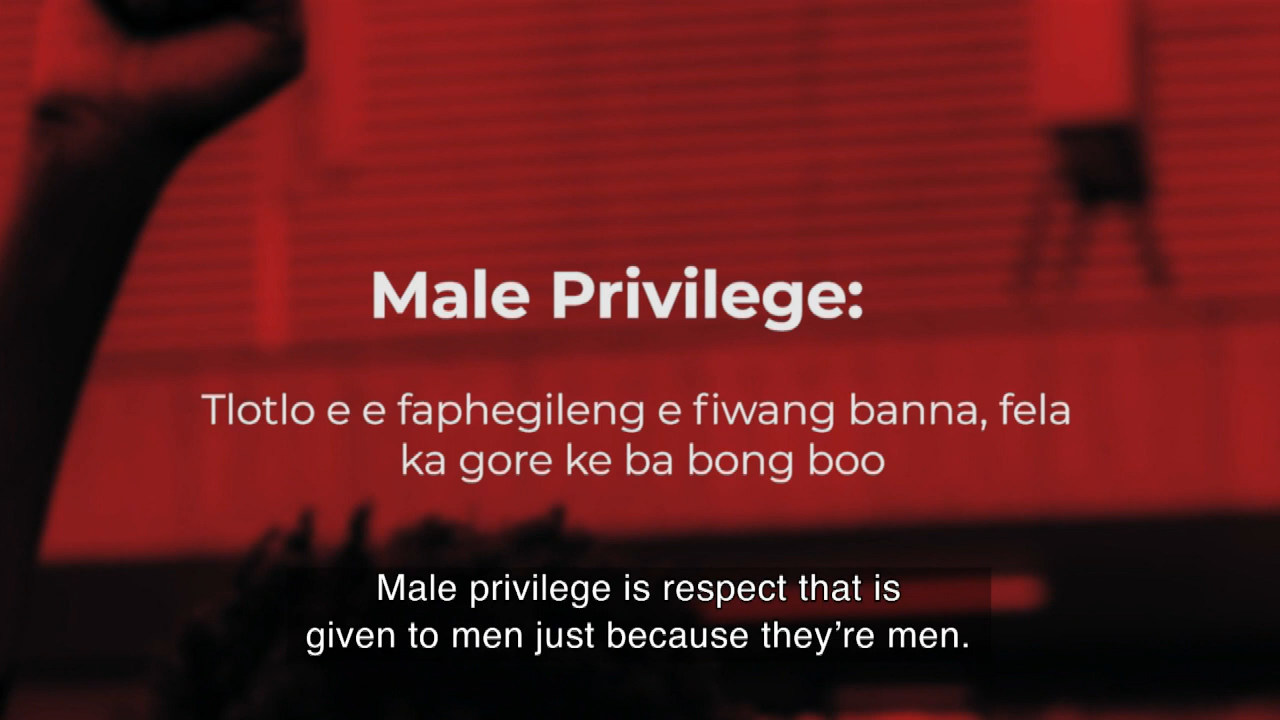 Male Privilege:
Tlotlo e e faphegileng e fiwang banna, fela
ka gore ke ba bong boo
Male privilege is respect that is
given to men just because they’re men.